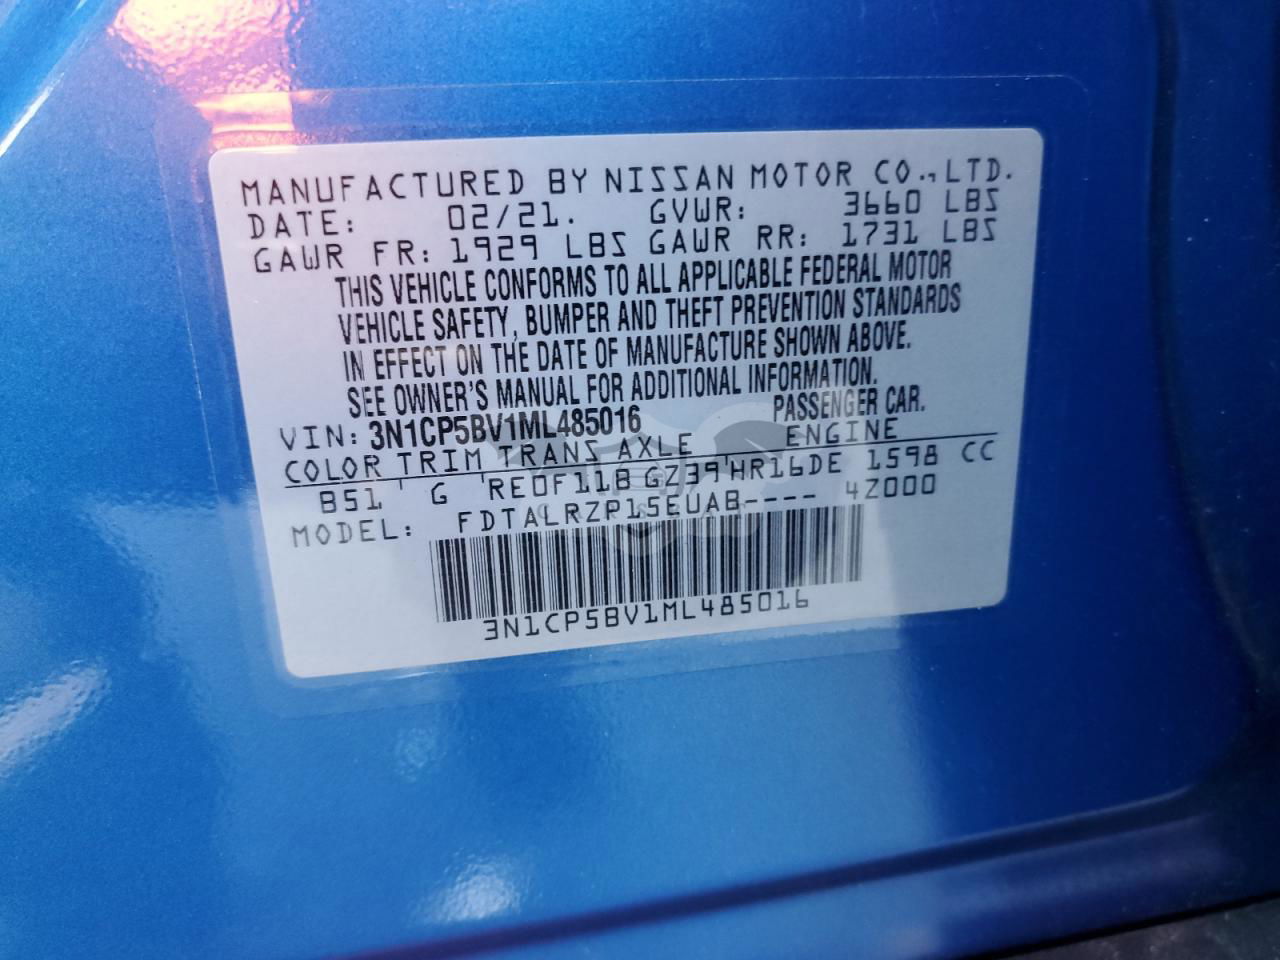 MANUFACTURED BY NISSAN MOTOR CO.,LTD.
DATE: 02/21. GVWR: 3660 LBS
GAWR FR: 1929 LBS GAWR RR: 1731 LBS
THIS VEHICLE CONFORMS TO ALL APPLICABLE FEDERAL MOTOR
VEHICLE SAFETY, BUMPER AND THEFT PREVENTION STANDARDS
IN EFFECT ON THE DATE OF MANUFACTURE SHOWN ABOVE.
SEE OWNER'S MANUAL FOR ADDITIONAL INFORMATION.
VIN: 3N1CP5BV1ML485016 PASSENGER CAR.
COLOR TRIM TRANS AXLE ENGINE
B51 G RE0F11B GZ39 HR16DE 1598 CC
MODEL: FDTALRZP15EUAB---- 4Z000
3N1CP5BV1ML485016